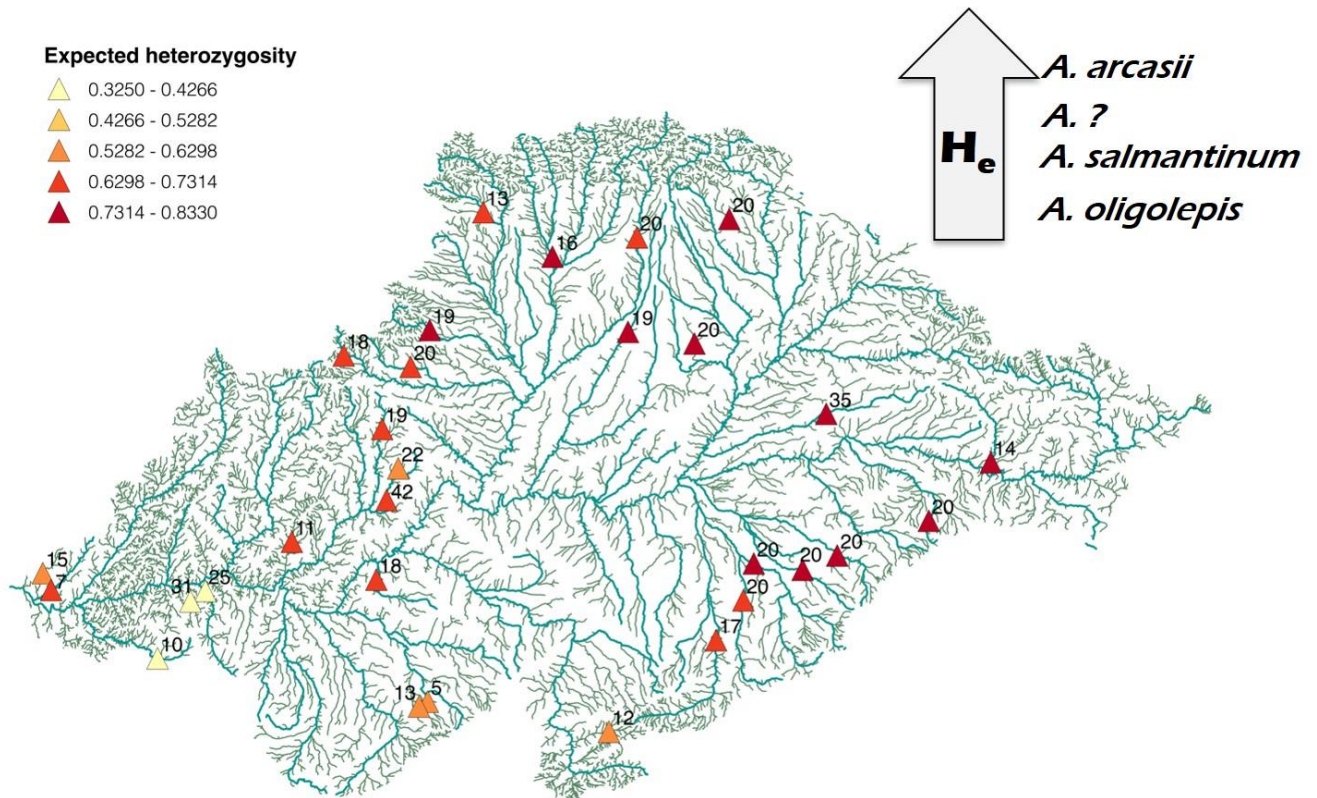 Expected heterozygosity
0.3250 - 0.4266
0.4266 - 0.5282
0.5282 - 0.6298
0.6298 - 0.7314
0.7314 - 0.8330
He
A. arcasii
A. ?
A. salmantinum
A. oligolepis
13
20
20
16
19
19
20
18
20
19
35
22
14
42
20
11
15
20
20
20
7
31
25
18
20
17
10
13
5
12